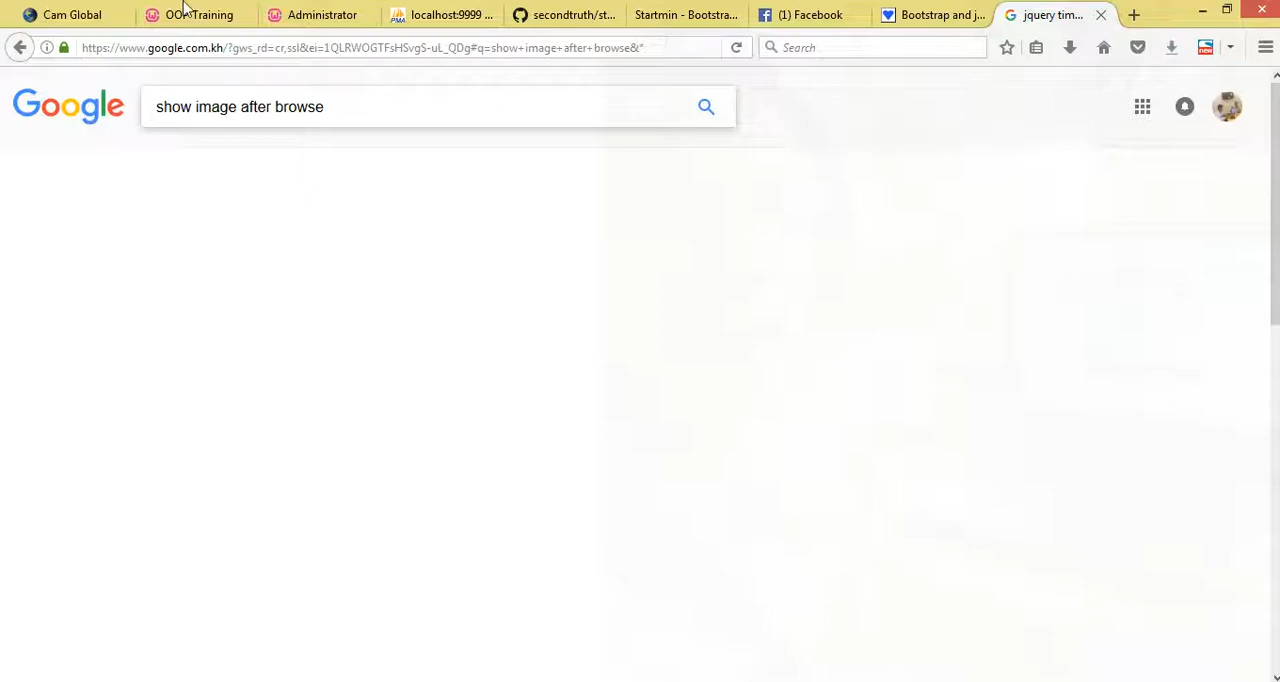 Cam Global
OOP Training
Administrator
localhost:9999 ...
secondtruth/st...
Startmin - Bootstra...
(1) Facebook
Bootstrap and j...
jquery tim...
https://www.google.com.kh/?gws_rd=cr,ssl&ei=1QLRWOGTFsHSvgS-uL_QDg#q=show+image+after+browse&*
Search
new
Google
show image after browse